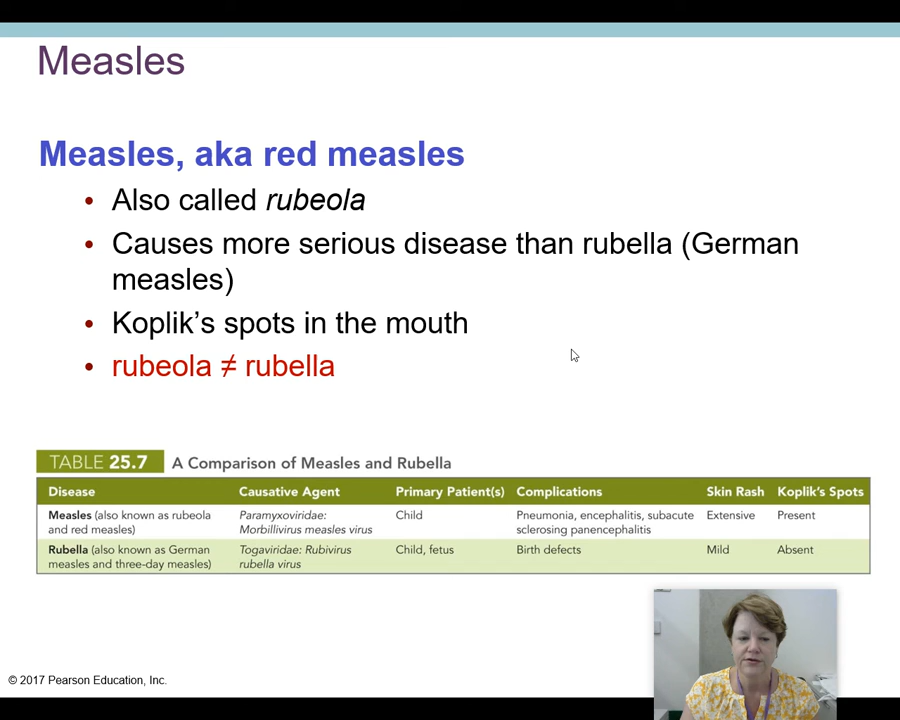 Measles
Measles, aka red measles
• Also called rubeola
• Causes more serious disease than rubella (German
measles)
• Koplik's spots in the mouth
• rubeola ≠ rubella
TABLE 25.7 A Comparison of Measles and Rubella
Disease Causative Agent Primary Patient(s) Complications Skin Rash Koplik's Spots
Measles (also known as rubeola Paramyxoviridae: Child Pneumonia, encephalitis, subacute Extensive Present
and red measles) Morbillivirus measles virus sclerosing panencephalitis
Rubella (also known as German Togaviridae: Rubivirus Child, fetus Birth defects Mild Absent
measles and three-day measles) rubella virus
© 2017 Pearson Education, Inc.